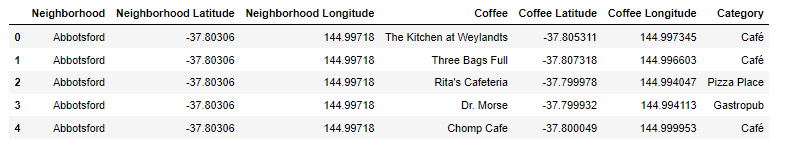 Neighborhood Neighborhood Latitude Neighborhood Longitude Coffee Coffee Latitude Coffee Longitude Category
0 Abbotsford -37.80306 144.99718 The Kitchen at Weylandts -37.805311 144.997345 Café
1 Abbotsford -37.80306 144.99718 Three Bags Full -37.807318 144.996603 Café
2 Abbotsford -37.80306 144.99718 Rita's Cafeteria -37.799978 144.994047 Pizza Place
3 Abbotsford -37.80306 144.99718 Dr. Morse -37.799932 144.994113 Gastropub
4 Abbotsford -37.80306 144.99718 Chomp Cafe -37.800049 144.999953 Café